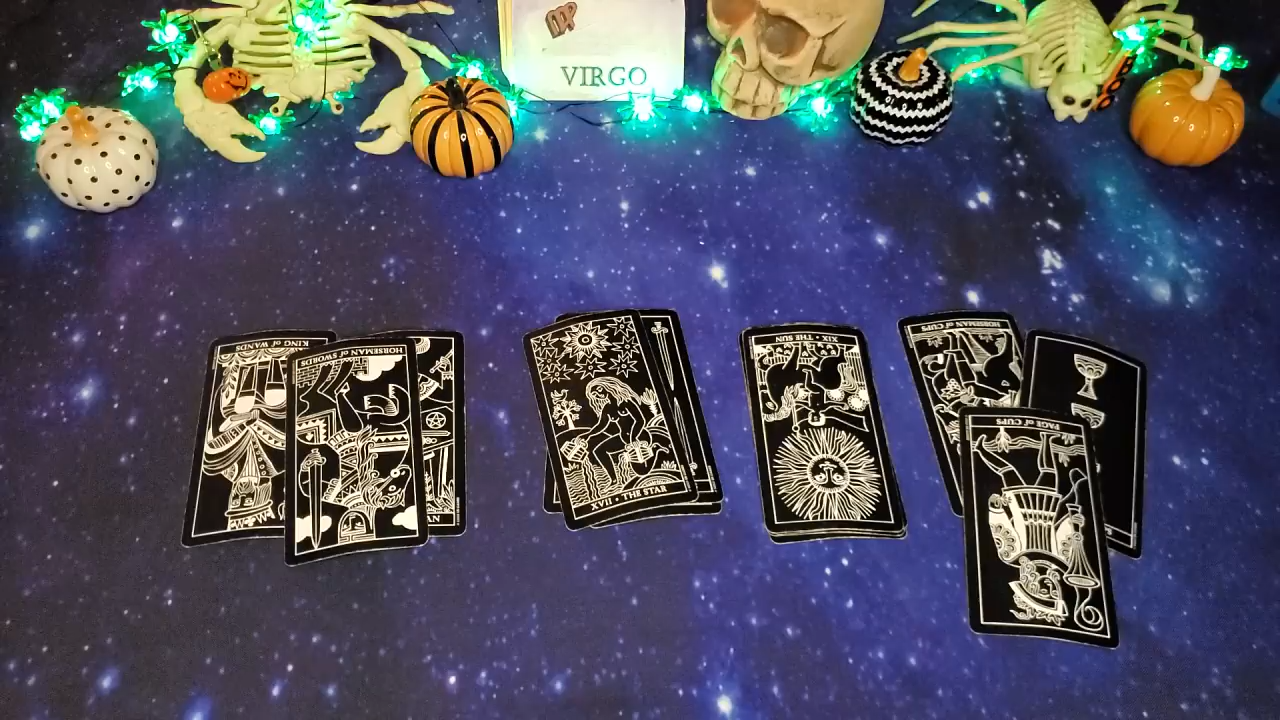 VIRGO
KING of WANDS
HORSEMAN of SWORDS
XVII • THE STAR
XIX • THE SUN
HORSEMAN of CUPS
PAGE of CUPS